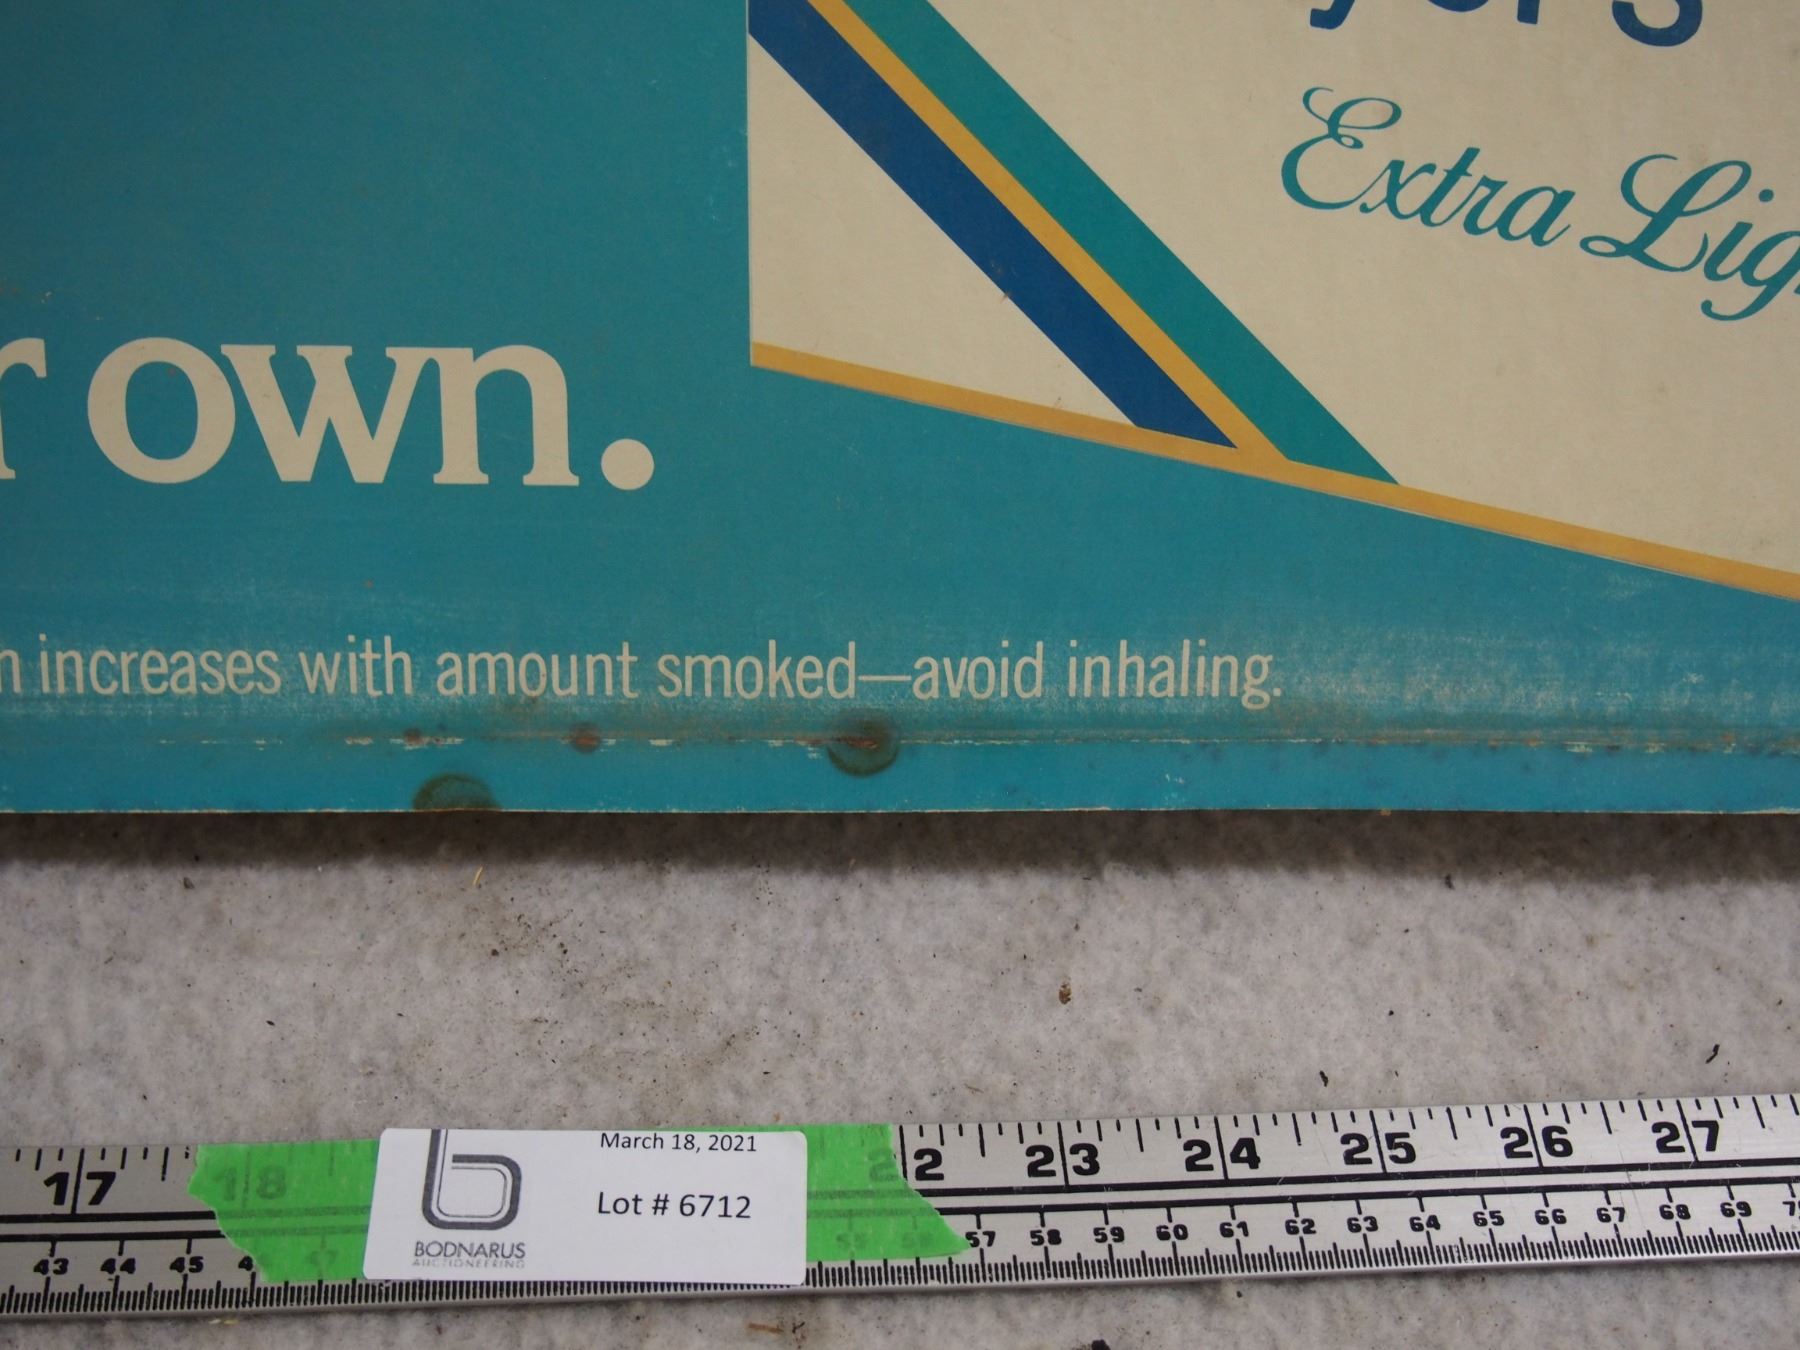 Extra
own.
increases with amount smoked—avoid inhaling.
March 18, 2021
Lot # 6712
BODNARUS
AUCTIONEERING
17 18 22 23 24 25 26 27
43 44 45 57 58 59 60 61 62 63 64 65 66 67 68 69